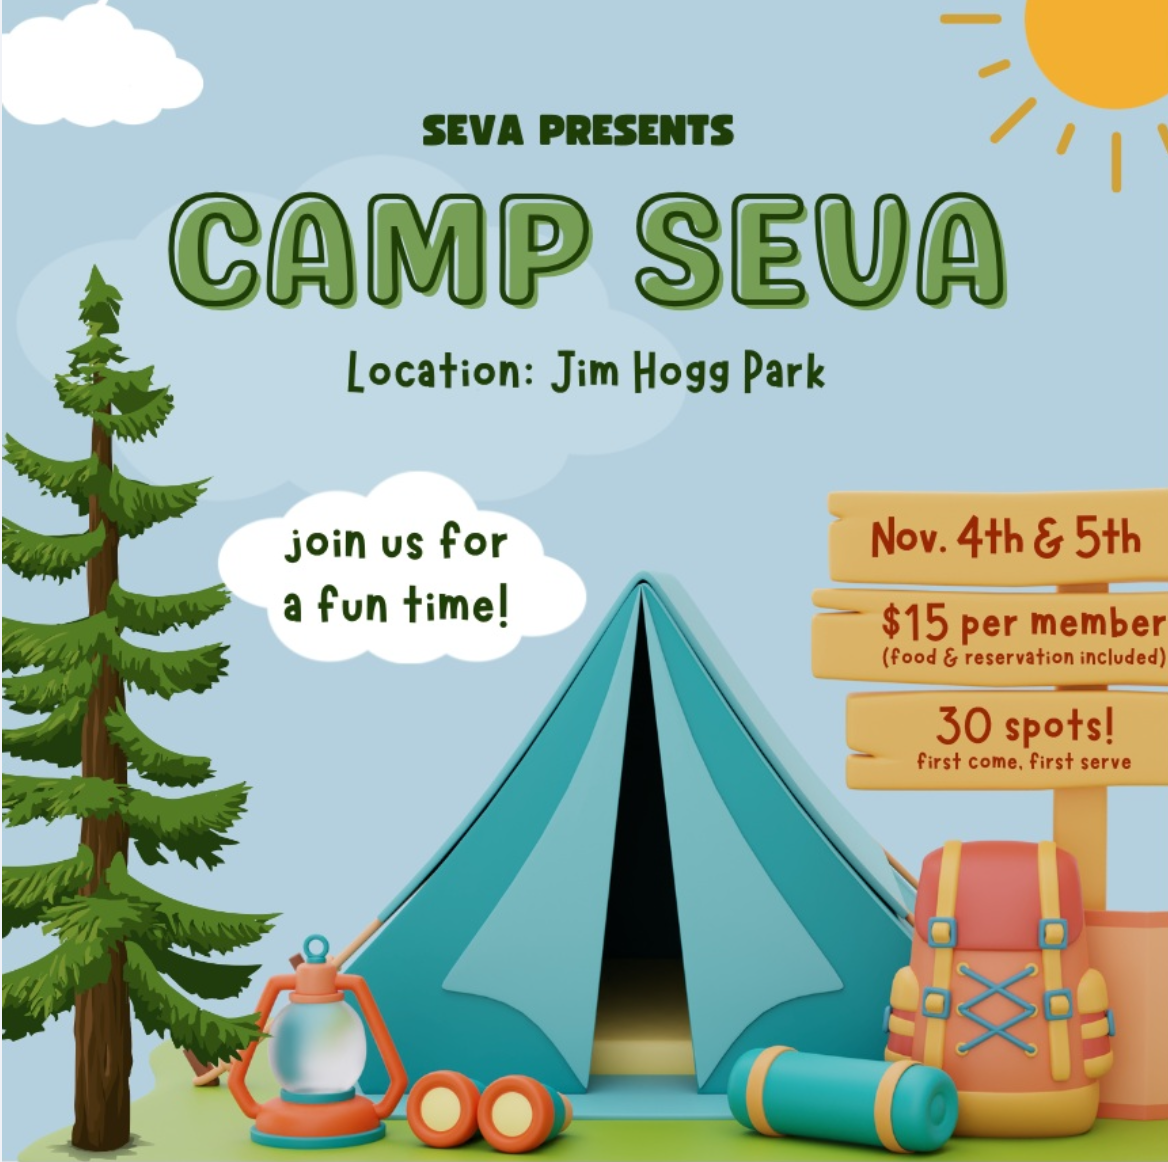 SEVA PRESENTS
CAMP SEVA
Location: Jim Hogg Park
join us for
a fun time!
Nov. 4th & 5th
$15 per member
(food & reservation included)
30 spots!
first come, first serve